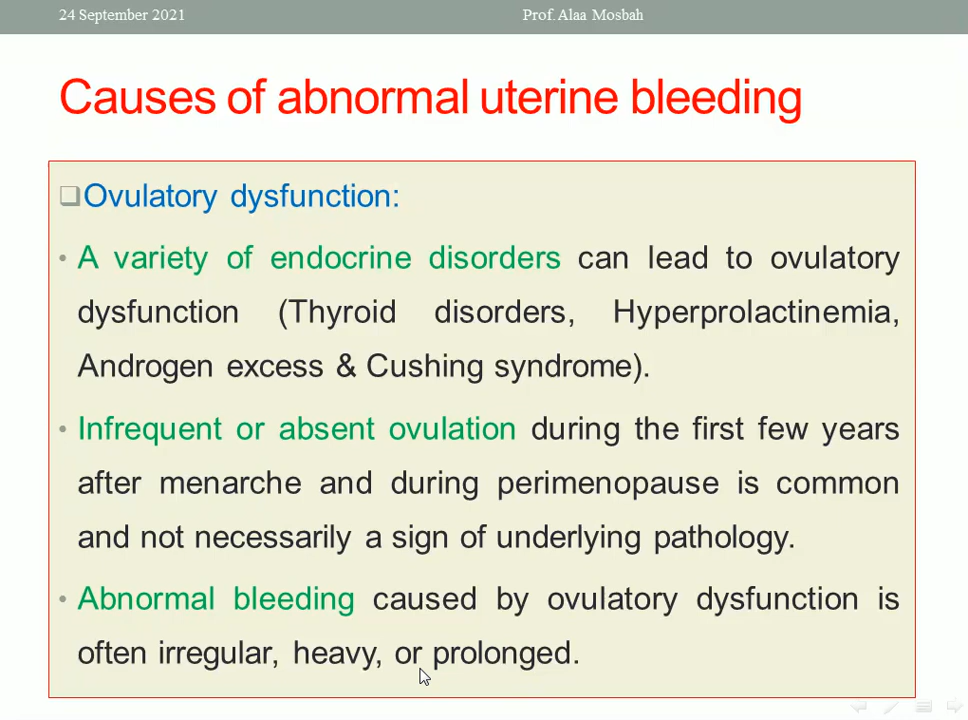 24 September 2021
Prof. Alaa Mosbah
Causes of abnormal uterine bleeding
Ovulatory dysfunction:
• A variety of endocrine disorders can lead to ovulatory
dysfunction (Thyroid disorders, Hyperprolactinemia,
Androgen excess & Cushing syndrome).
• Infrequent or absent ovulation during the first few years
after menarche and during perimenopause is common
and not necessarily a sign of underlying pathology.
• Abnormal bleeding caused by ovulatory dysfunction is
often irregular, heavy, or prolonged.